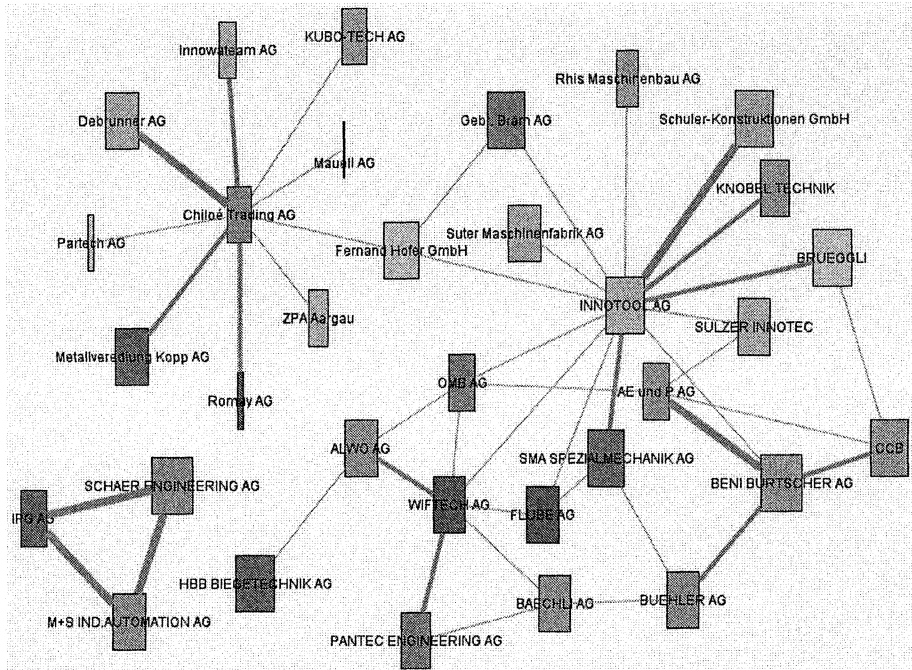 Innowateam AG
KUBO-TECH AG
Rhis Maschinenbau AG
Debrunner AG
Gebr. Bräm AG
Schuler-Konstruktionen GmbH
Mauell AG
KNOBEL TECHNIK
Chiloé Trading AG
Suter Maschinenfabrik AG
Partech AG
Fernand Hofer GmbH
BRUEGGLI
INNOTOOL AG
ZPA Aargau
SULZER INNOTEC
Metallveredlung Kopp AG
OMB AG
Romay AG
AE und P AG
ALWO AG
SMA SPEZIALMECHANIK AG
SCHAER ENGINEERING AG
BENI BURTSCHER AG
WIFTECH AG
FLUBE AG
IPG AG
HBB BIEGETECHNIK AG
BAECHLI AG
BUEHLER AG
M+S IND.AUTOMATION AG
PANTEC ENGINEERING AG